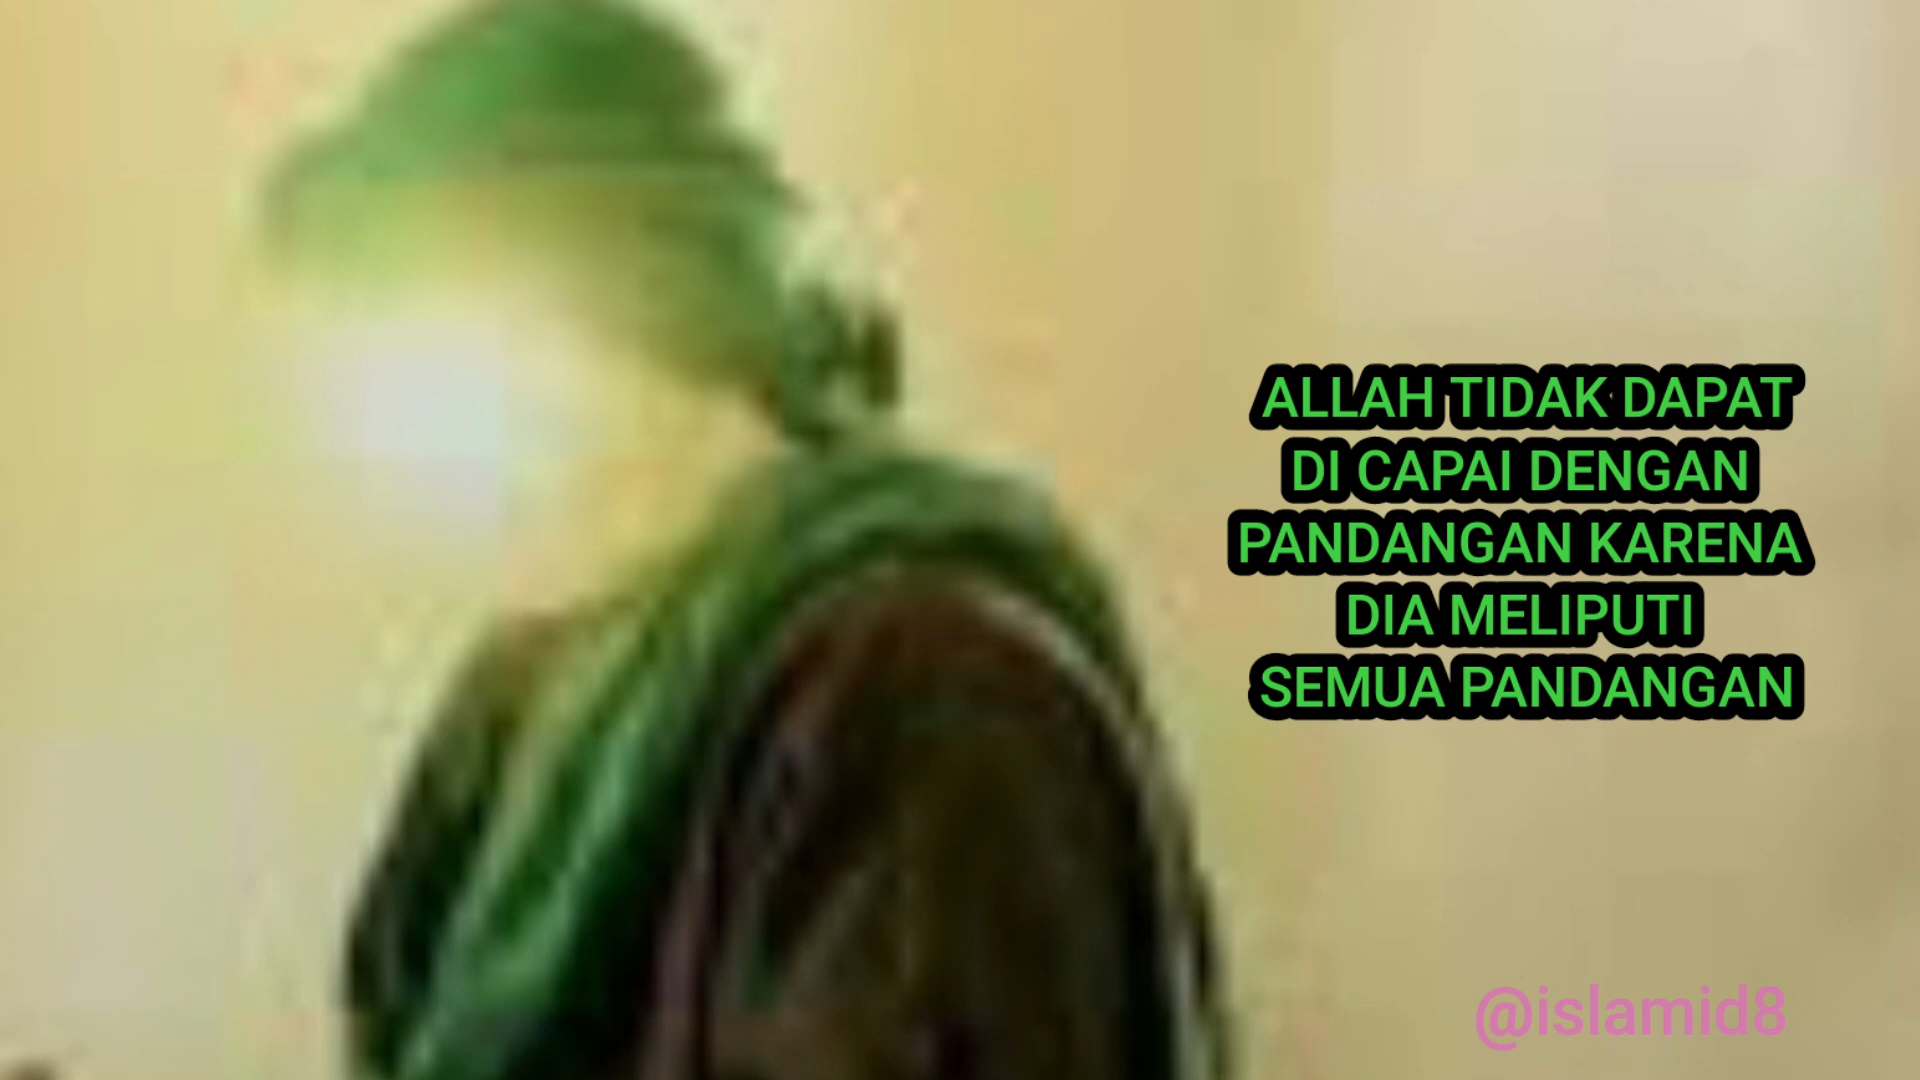 ALLAH TIDAK DAPAT
DI CAPAI DENGAN
PANDANGAN KARENA
DIA MELIPUTI
SEMUA PANDANGAN
@islamid8